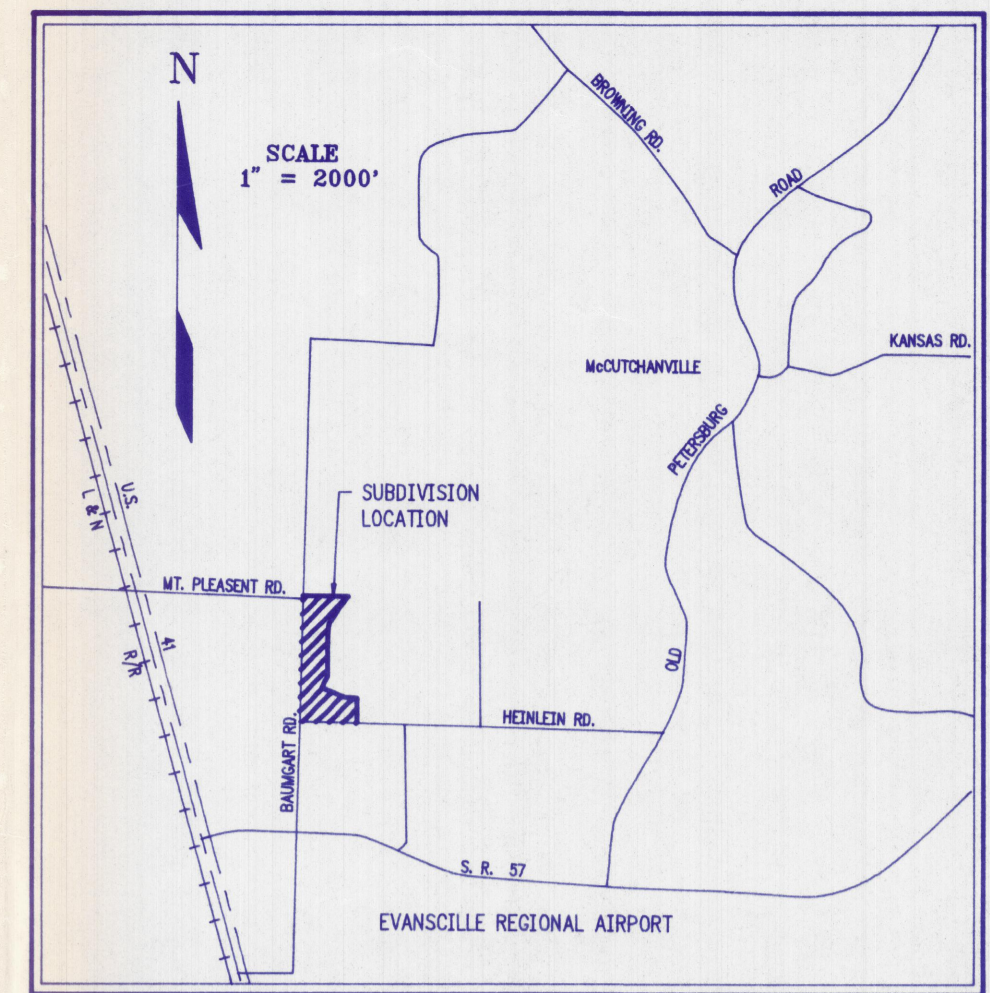 N
SCALE
1" = 2000'
BROWNING RD.
ROAD
KANSAS RD.
McCUTCHANVILLE
PETERSBURG
U.S.
L & N
SUBDIVISION
LOCATION
MT. PLEASENT RD.
41
R/R
OLD
HEINLEIN RD.
BAUMGART RD.
S. R. 57
EVANSCILLE REGIONAL AIRPORT